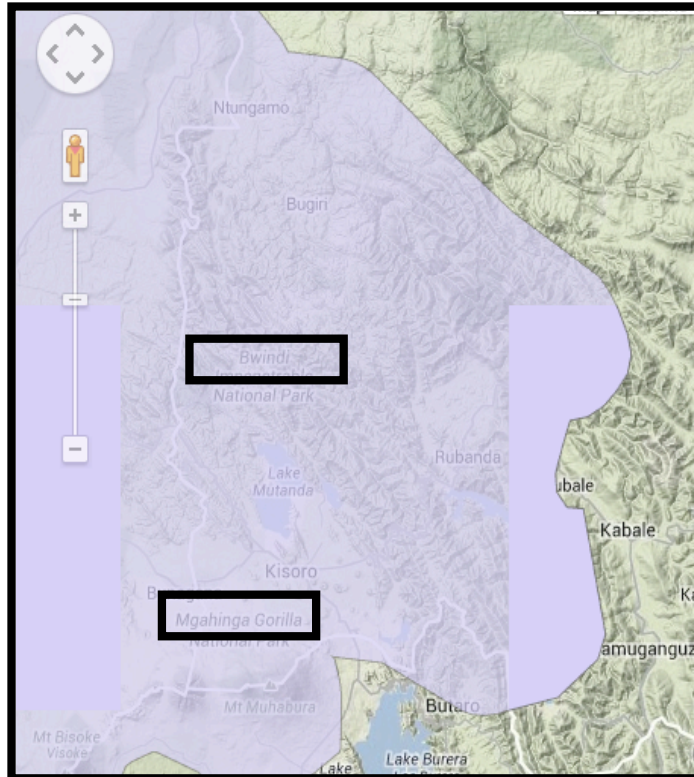 Ntungamo
Bugiri
Bwindi
National Park
Rubanda
Lake
Mutanda
ubale
Kabale
Kisoro
Mgahinga Gorilla
National Park
amuganguz
Mt Muhabura
Butaro
Mt Bisoke
Visoke
Lake Burera
Lake